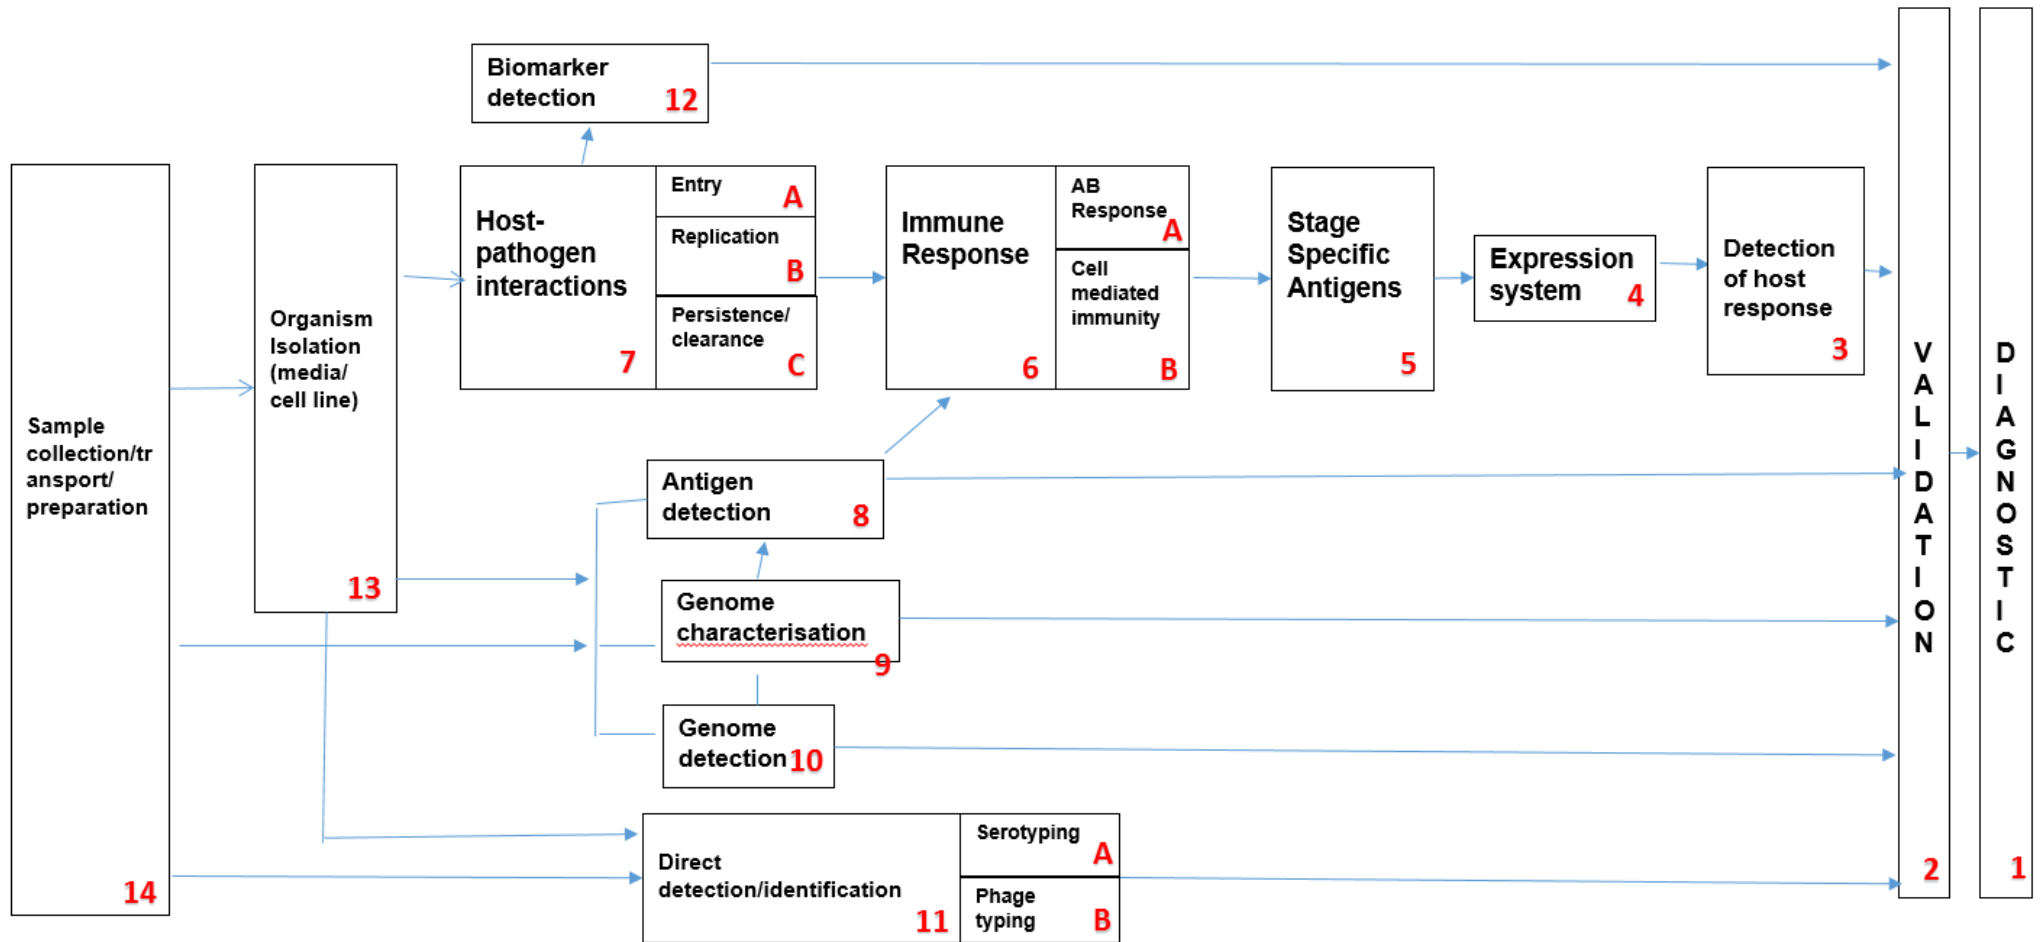 Biomarker
detection
12
Sample
collection/tr
ansport/
preparation
14
Organism
Isolation
(media/
cell line)
13
Host-
pathogen
interactions
7
Entry
A
Replication
B
Persistence/
clearance
C
Immune
Response
6
AB
Response
A
Cell
mediated
immunity
B
Stage
Specific
Antigens
5
Expression
system
4
Detection
of host
response
3
Antigen
detection
8
Genome
characterisation
9
Genome
detection
10
Direct
detection/identification
11
Serotyping
A
Phage
typing
B
V
A
L
I
D
A
T
I
O
N
2
D
I
A
G
N
O
S
T
I
C
1